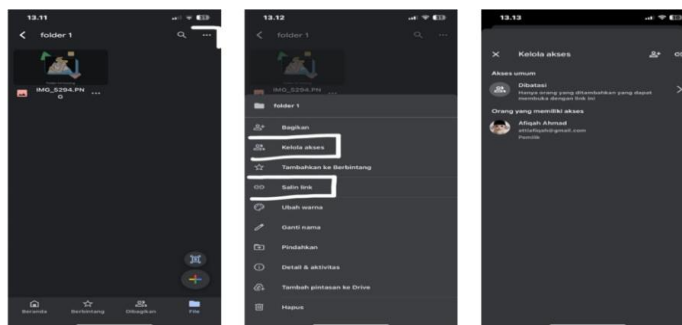 13.11
folder 1
IMG_5294.PN
G
Beranda
Berbintang
Dibagikan
File
13.12
folder 1
IMG_5294.PN
folder 1
Bagikan
Kelola akses
Tambahkan ke Berbintang
Salin link
Ubah warna
Ganti nama
Pindahkan
Detail & aktivitas
Tambah pintasan ke Drive
Hapus
13.13
Kelola akses
Akses umum
Dibatasi
Hanya orang yang ditambahkan yang dapat
membuka dengan link ini
Orang yang memiliki akses
Afiqah Ahmad
Pemilik